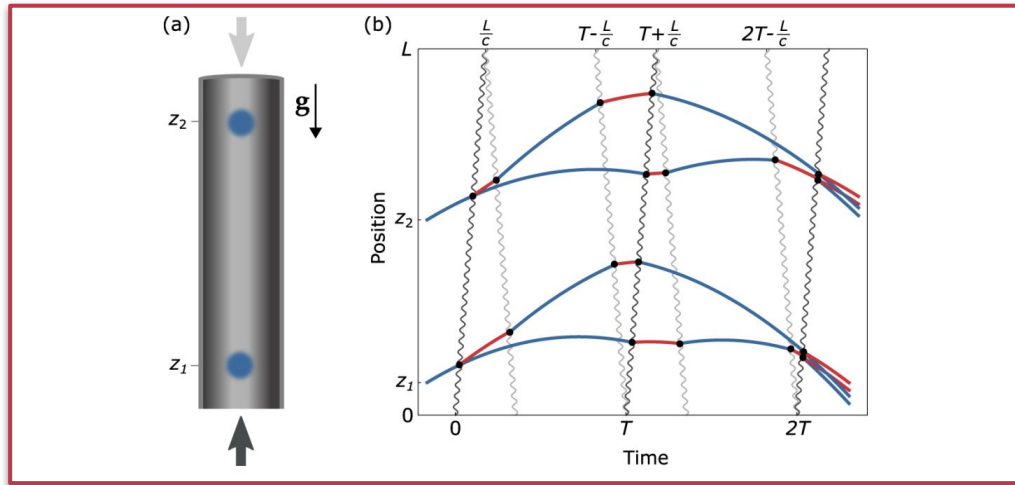 (a)
g
z₂
z₁
(b)
L/c
T-L/c
T+L/c
2T-L/c
L
Position
z₂
z₁
0
0
T
2T
Time